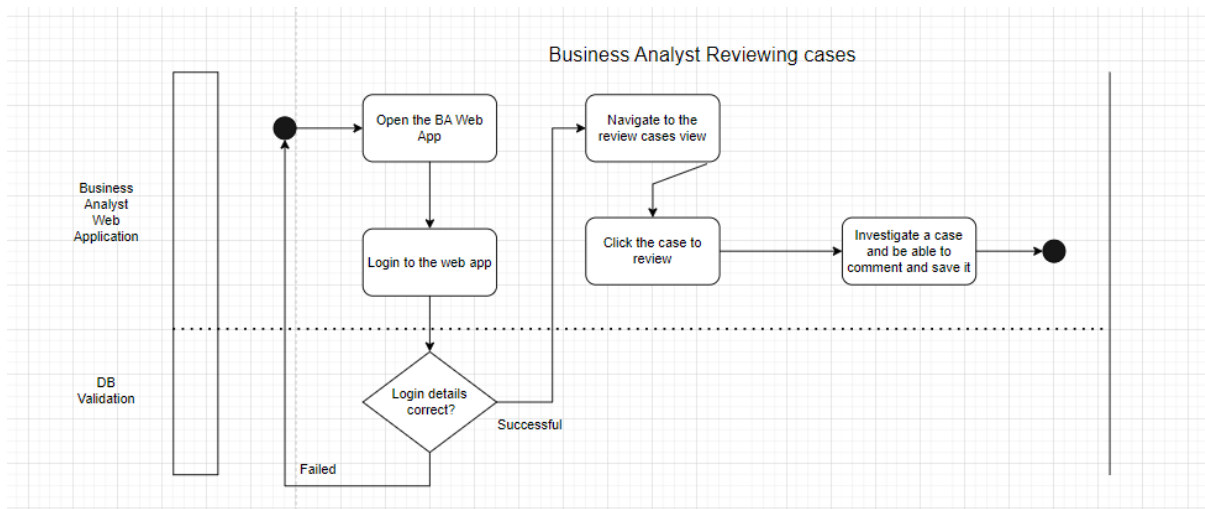 Business Analyst Reviewing cases
Open the BA Web
App
Navigate to the
review cases view
Business
Analyst
Web
Application
Login to the web app
Click the case to
review
Investigate a case
and be able to
comment and save it
DB
Validation
Login details
correct?
Successful
Failed